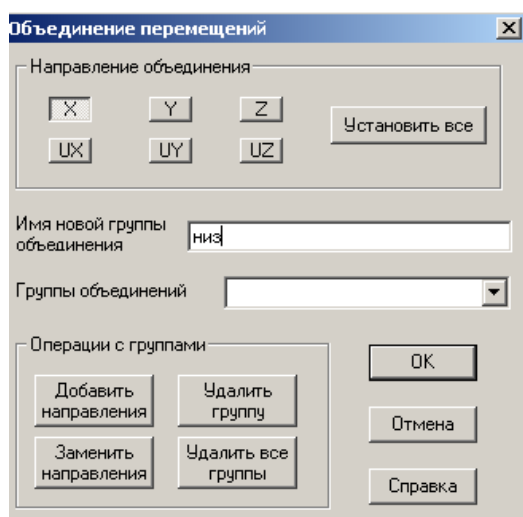 Объединение перемещений
Направление объединения
X Y Z
Установить все
UX UY UZ
Имя новой группы
объединения
низ
Группы объединений
Операции с группами
Добавить
направления
Удалить
группу
Заменить
направления
Удалить все
группы
OK
Отмена
Справка